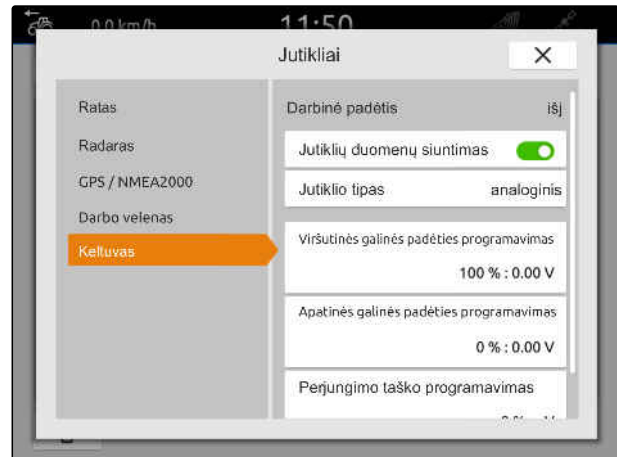 0.0 km/h
11:50
Jutikliai
Ratas
Radaras
GPS / NMEA2000
Darbo velenas
Keltuvas
Darbinė padėtis išj
Jutiklių duomenų siuntimas
Jutiklio tipas analoginis
Viršutinės galinės padėties programavimas
100 % : 0.00 V
Apatinės galinės padėties programavimas
0 % : 0.00 V
Perjungimo taško programavimas